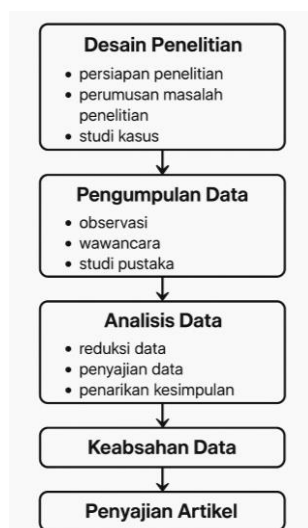 Desain Penelitian
• persiapan penelitian
• perumusan masalah
penelitian
• studi kasus
Pengumpulan Data
• observasi
• wawancara
• studi pustaka
Analisis Data
• reduksi data
• penyajian data
• penarikan kesimpulan
Keabsahan Data
Penyajian Artikel